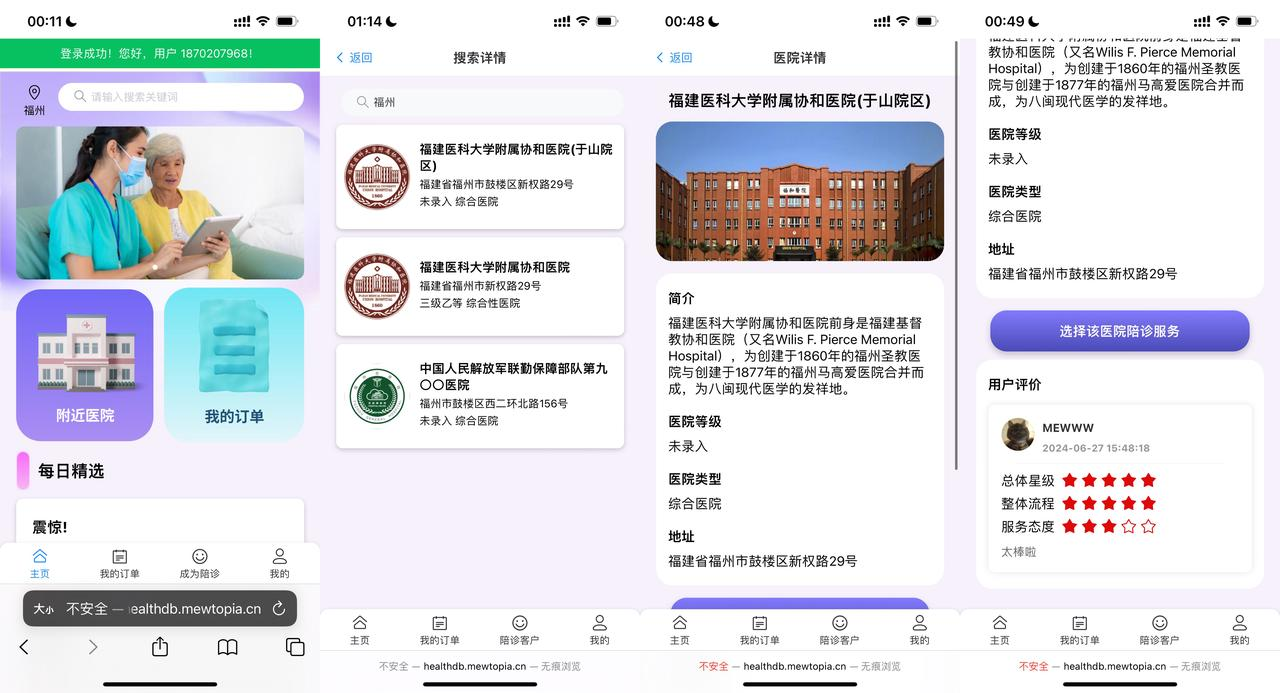 00:11
登录成功！您好，用户 1870207968！
福州
请输入搜索关键词
附近医院
我的订单
每日精选
震惊!
主页
我的订单
成为陪诊
我的
大小 不安全 — ealthdb.mewtopia.cn
01:14
返回
搜索详情
福州
福建医科大学附属协和医院(于山院
区)
福建省福州市鼓楼区新权路29号
未录入 综合医院
福建医科大学附属协和医院
福建省福州市新权路29号
三级乙等 综合性医院
中国人民解放军联勤保障部队第九
〇〇医院
福州市鼓楼区西二环北路156号
未录入 综合医院
主页
我的订单
陪诊客户
我的
不安全 — healthdb.mewtopia.cn — 无痕浏览
00:48
返回
医院详情
福建医科大学附属协和医院(于山院区)
协和醫院
简介
福建医科大学附属协和医院前身是福建基督
教协和医院（又名Wilis F. Pierce Memorial
Hospital），为创建于1860年的福州圣教医
院与创建于1877年的福州马高爱医院合并而
成，为八闽现代医学的发祥地。
医院等级
未录入
医院类型
综合医院
地址
福建省福州市鼓楼区新权路29号
主页
我的订单
陪诊客户
我的
不安全 — healthdb.mewtopia.cn — 无痕浏览
00:49
福建医科大学附属协和医院前身是福建基督
教协和医院（又名Wilis F. Pierce Memorial
Hospital），为创建于1860年的福州圣教医
院与创建于1877年的福州马高爱医院合并而
成，为八闽现代医学的发祥地。
医院等级
未录入
医院类型
综合医院
地址
福建省福州市鼓楼区新权路29号
选择该医院陪诊服务
用户评价
MEWWW
2024-06-27 15:48:18
总体星级
整体流程
服务态度
太棒啦
主页
我的订单
陪诊客户
我的
不安全 — healthdb.mewtopia.cn — 无痕浏览